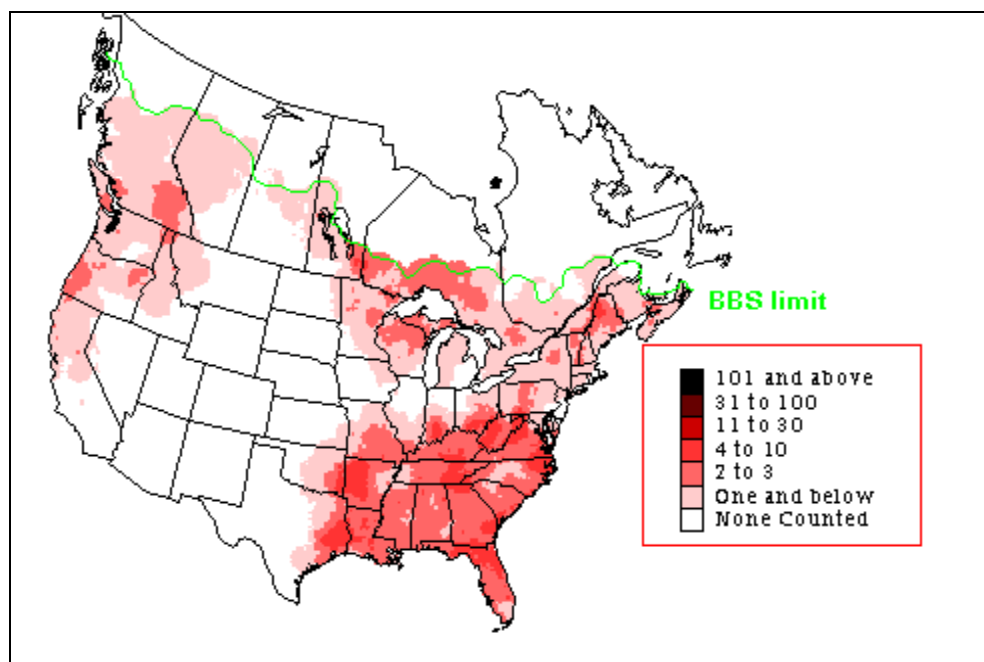 BBS limit
101 and above
31 to 100
11 to 30
4 to 10
2 to 3
One and below
None Counted